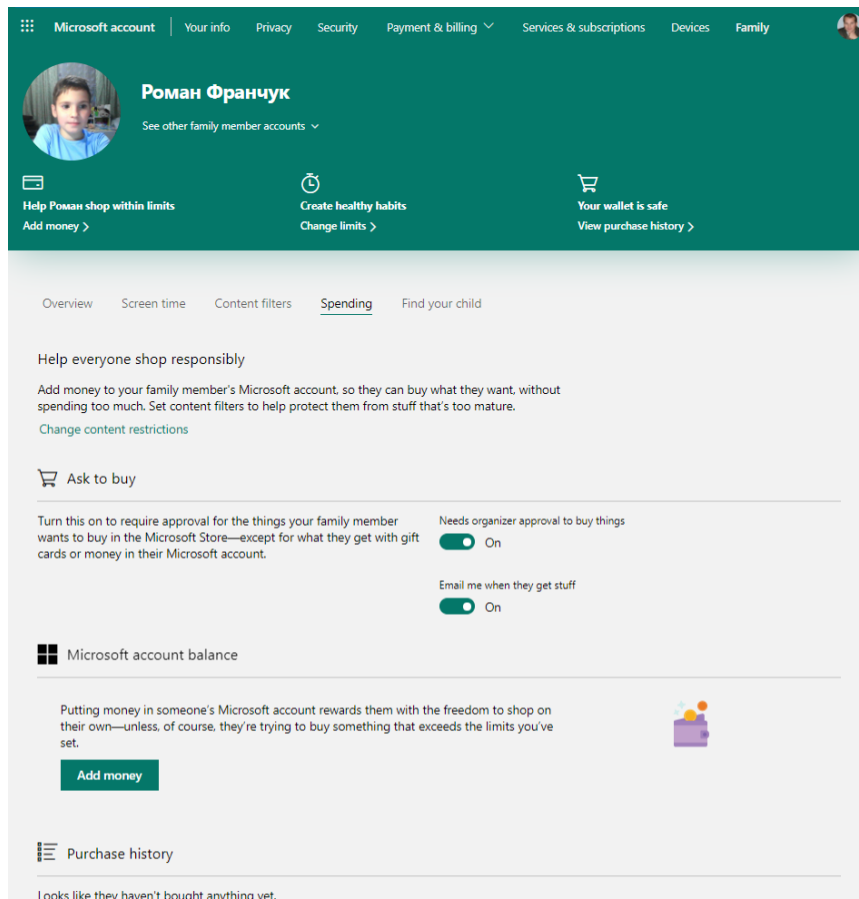 Microsoft account Your info Privacy Security Payment & billing Services & subscriptions Devices Family
Роман Франчук
See other family member accounts
Help Роман shop within limits
Add money
Create healthy habits
Change limits
Your wallet is safe
View purchase history
Overview Screen time Content filters Spending Find your child
Help everyone shop responsibly
Add money to your family member's Microsoft account, so they can buy what they want, without
spending too much. Set content filters to help protect them from stuff that's too mature.
Change content restrictions
Ask to buy
Turn this on to require approval for the things your family member
wants to buy in the Microsoft Store—except for what they get with gift
cards or money in their Microsoft account.
Needs organizer approval to buy things
On
Email me when they get stuff
On
Microsoft account balance
Putting money in someone's Microsoft account rewards them with the freedom to shop on
their own—unless, of course, they're trying to buy something that exceeds the limits you've
set.
Add money
Purchase history
Looks like they haven't bought anything yet.